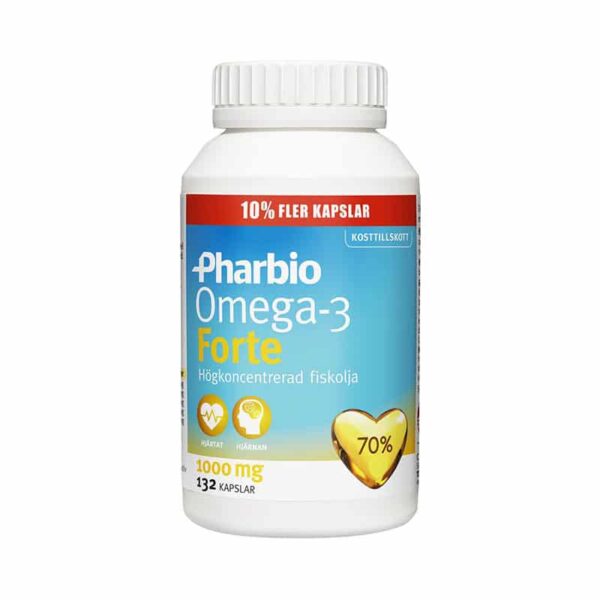 10% FLER KAPSLAR
KOSTTILLSKOTT
Pharbio
Omega-3
Forte
Högkoncentrerad fiskolja
HJÄRTAT HJÄRNAN
70%
1000 mg
132 KAPSLAR